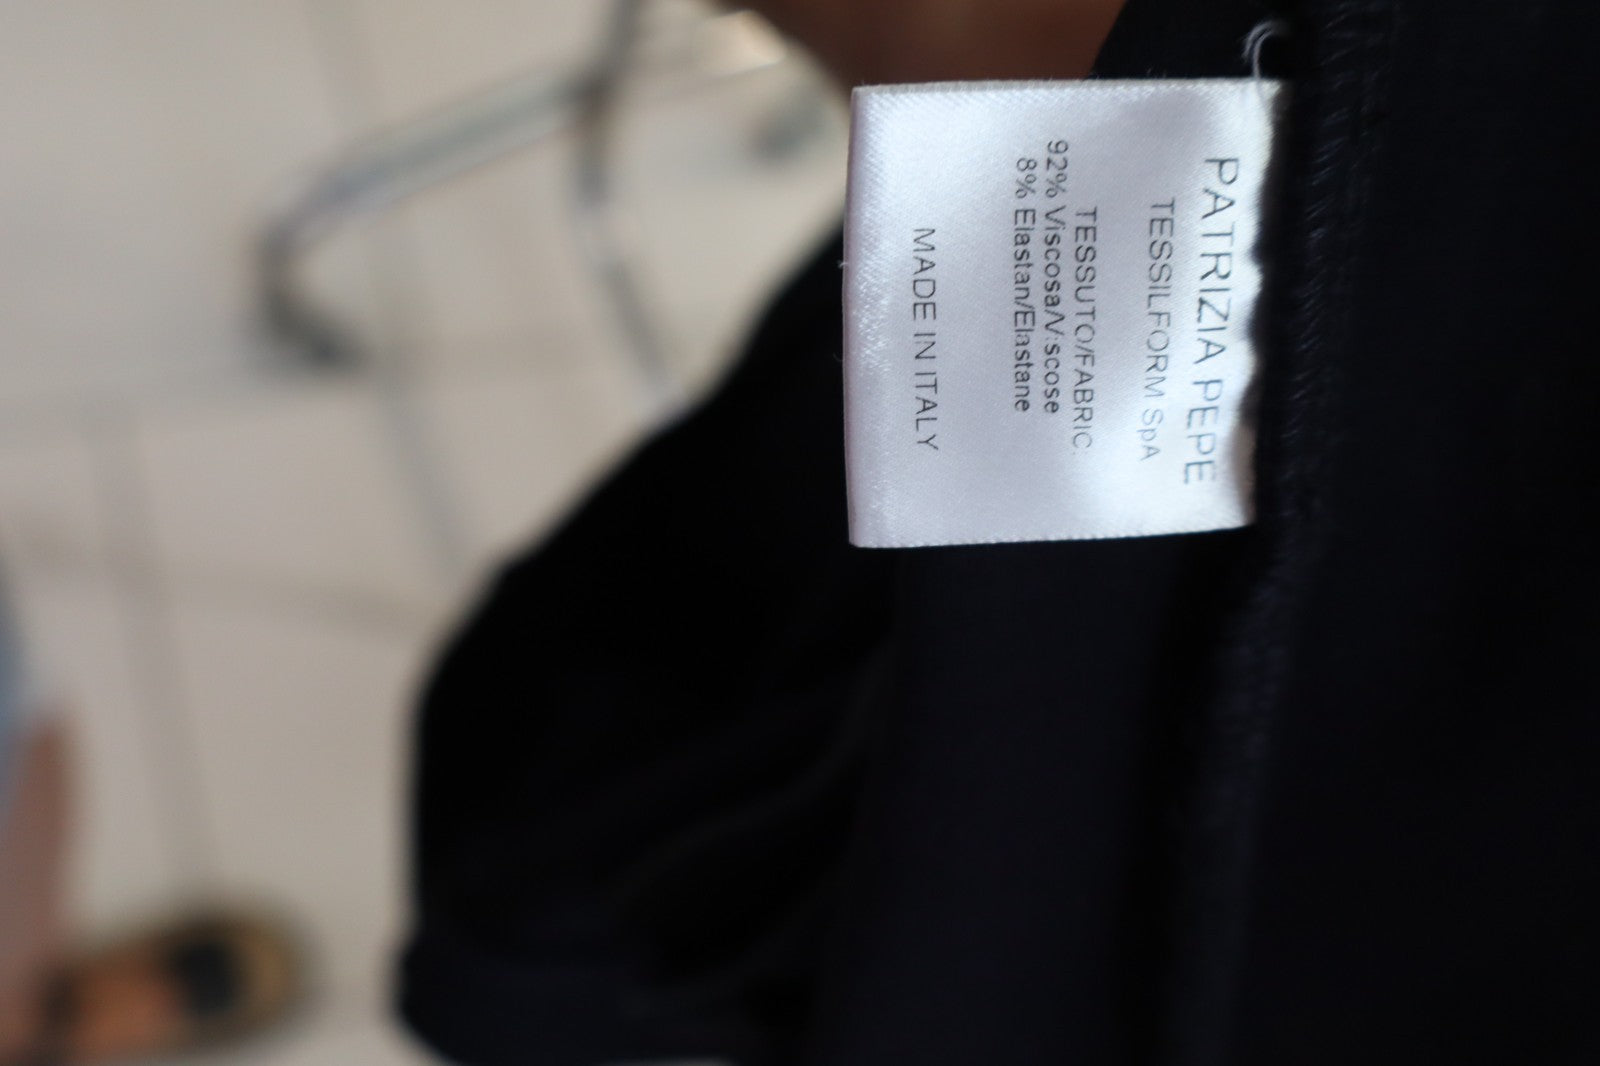 PATRIZIA PEPE
TESSILFORM SpA
TESSUTO/FABRIC:
92% Viscosa/Viscose
8% Elastan/Elastane
MADE IN ITALY